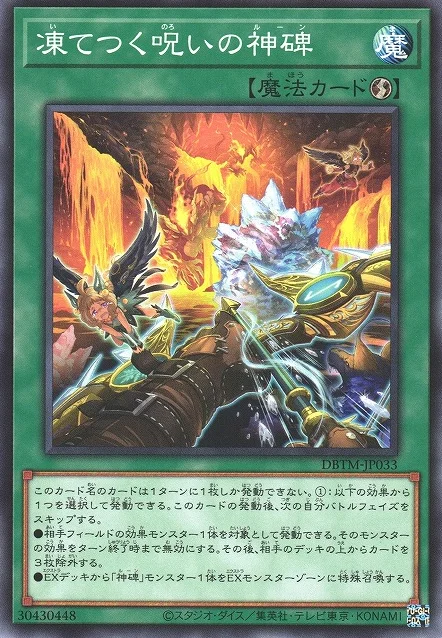 凍てつく呪いの神碑
魔
【魔法カード】
DBTM-JP033
このカード名のカードは1ターンに1枚しか発動できない。①:以下の効果から
1つを選択して発動できる。このカードの発動後、次の自分バトルフェイズを
スキップする。
●相手フィールドの効果モンスター1体を対象として発動できる。そのモンスター
の効果をターン終了時まで無効にする。その後、相手のデッキの上からカードを
3枚除外する。
●EXデッキから「神碑」モンスター1体をEXモンスターゾーンに特殊召喚する。
30430448
©スタジオ・ダイス/集英社・テレビ東京・KONAMI